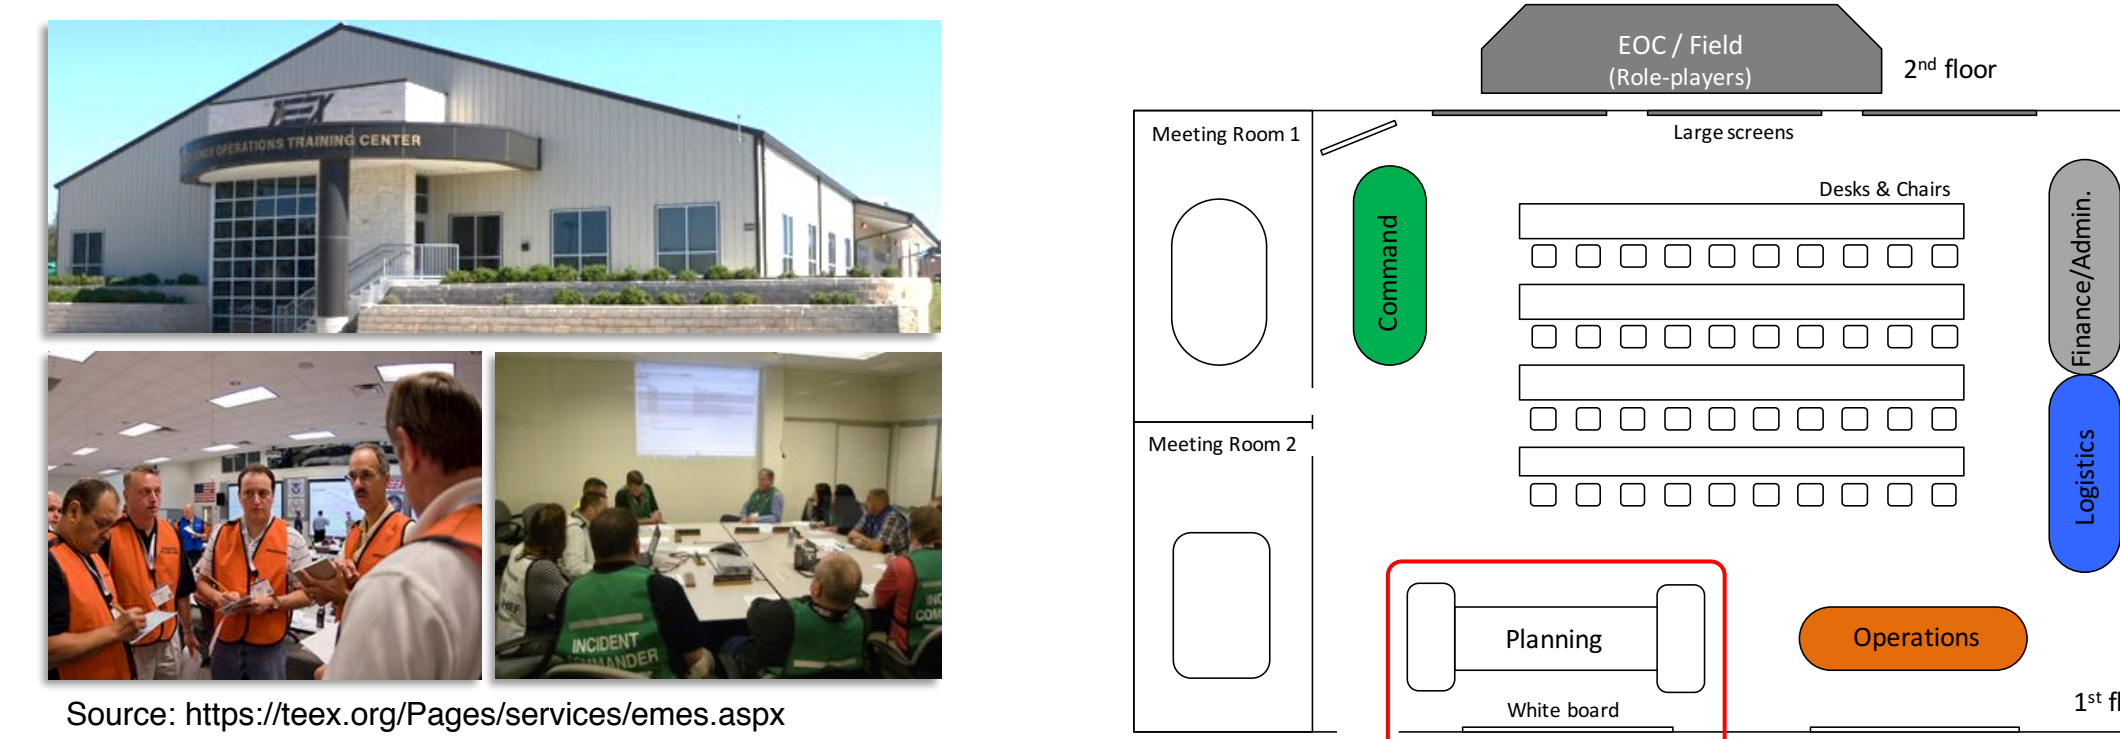 OPERATIONS TRAINING CENTER
INCIDENT
COMMANDER
Source: https://teex.org/Pages/services/emes.aspx
EOC / Field
(Role-players)
2nd floor
Large screens
Meeting Room 1
Desks & Chairs
Command
Finance/Admin.
Meeting Room 2
Logistics
Planning
Operations
White board
1st fl